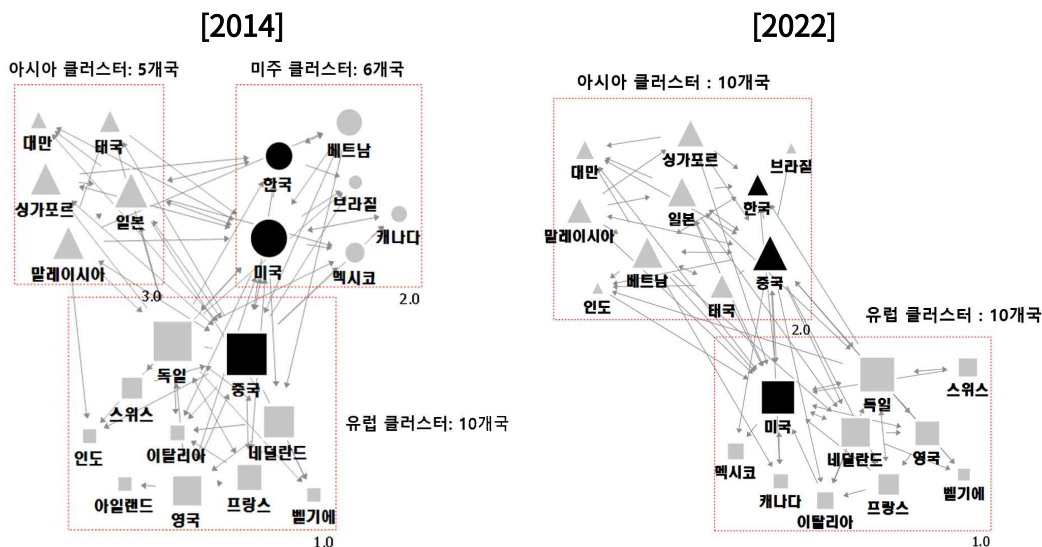 [2014]
아시아 클러스터: 5개국
미주 클러스터: 6개국
대만
태국
싱가포르
일본
말레이시아
3.0
한국
베트남
브라질
캐나다
미국
멕시코
2.0
독일
중국
스위스
인도
이탈리아
네덜란드
아일랜드
영국
프랑스
벨기에
유럽 클러스터: 10개국
1.0
[2022]
아시아 클러스터 : 10개국
대만
싱가포르
브라질
한국
일본
말레이시아
베트남
중국
인도
태국
2.0
유럽 클러스터 : 10개국
독일
스위스
미국
네덜란드
영국
멕시코
캐나다
이탈리아
프랑스
벨기에
1.0